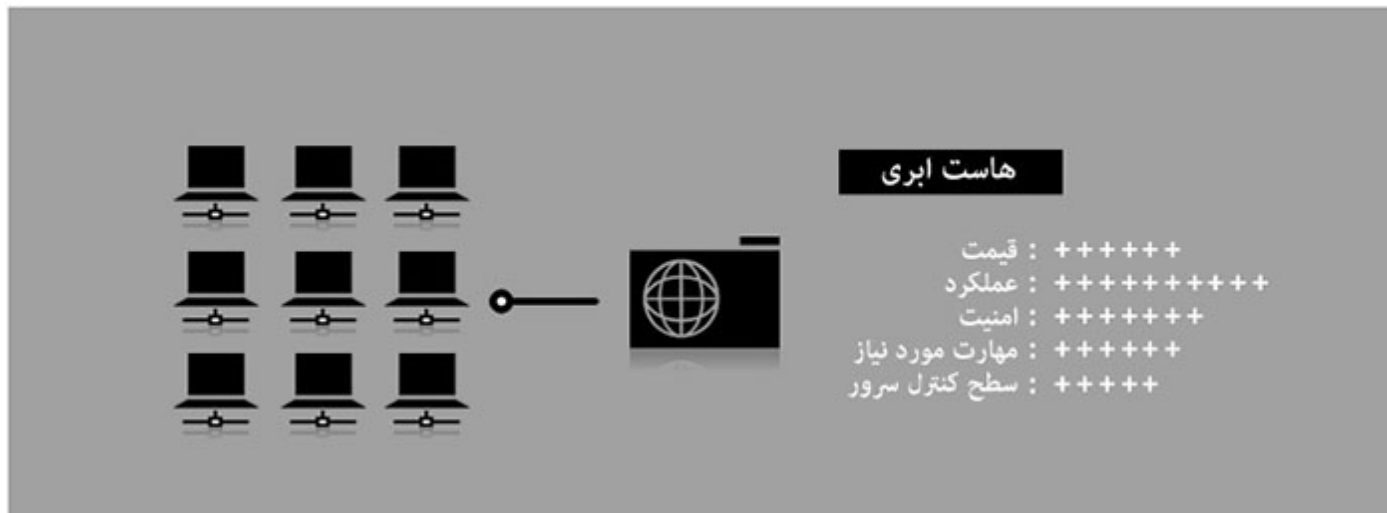 هاست ابری
قیمت : ++++++
عملکرد : ++++++++++
امنیت : +++++++
مهارت مورد نیاز : ++++++
سطح کنترل سرور : +++++